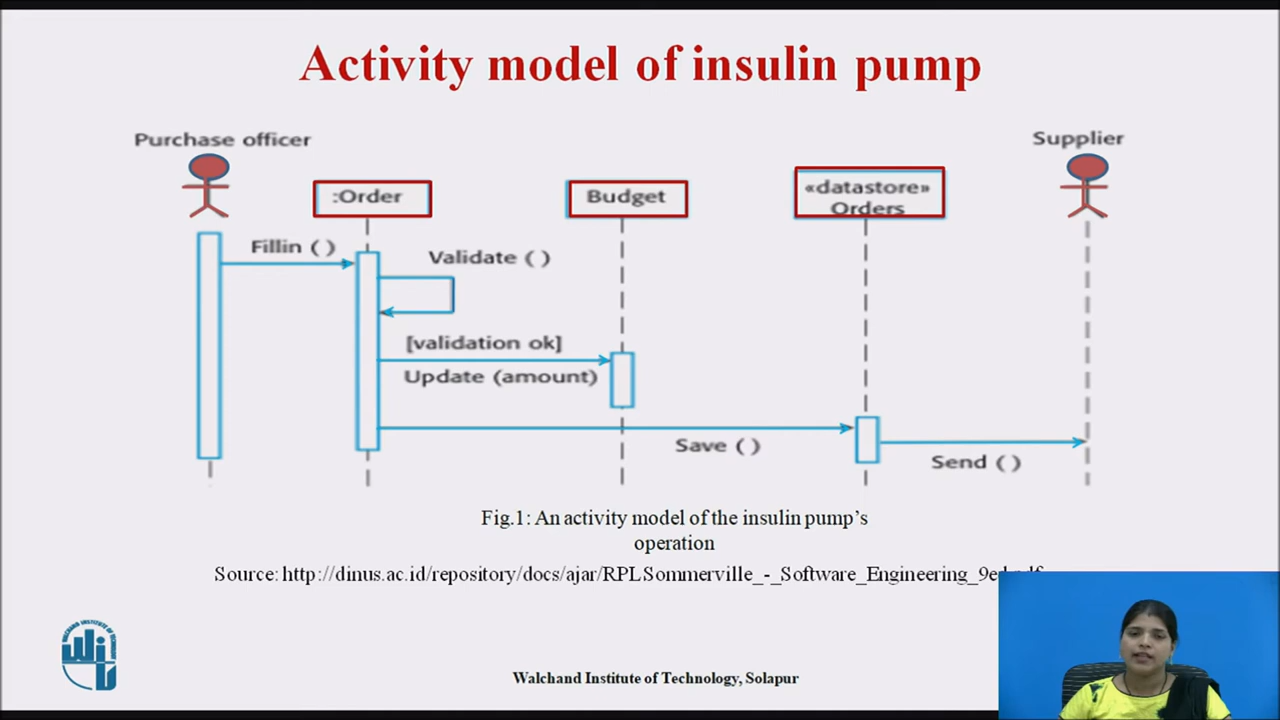 Activity model of insulin pump
Purchase officer
Supplier
:Order
Budget
«datastore»
Orders
Fillin ( )
Validate ( )
[validation ok]
Update (amount)
Save ( )
Send ( )
Fig.1: An activity model of the insulin pump’s
operation
Source: http://dinus.ac.id/repository/docs/ajar/RPLSommerville_-_Software_Engineering_9ed.pdf
Walchand Institute of Technology, Solapur